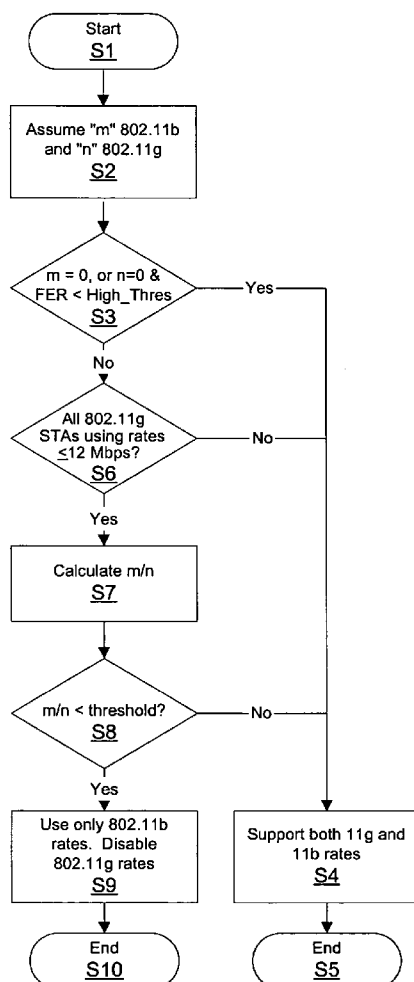 Start
S1
Assume "m" 802.11b
and "n" 802.11g
S2
m = 0, or n=0 &
FER < High_Thres
S3
Yes
No
All 802.11g
STAs using rates
≤12 Mbps?
S6
No
Yes
Calculate m/n
S7
m/n < threshold?
S8
No
Yes
Use only 802.11b
rates. Disable
802.11g rates
S9
Support both 11g and
11b rates
S4
End
S10
End
S5